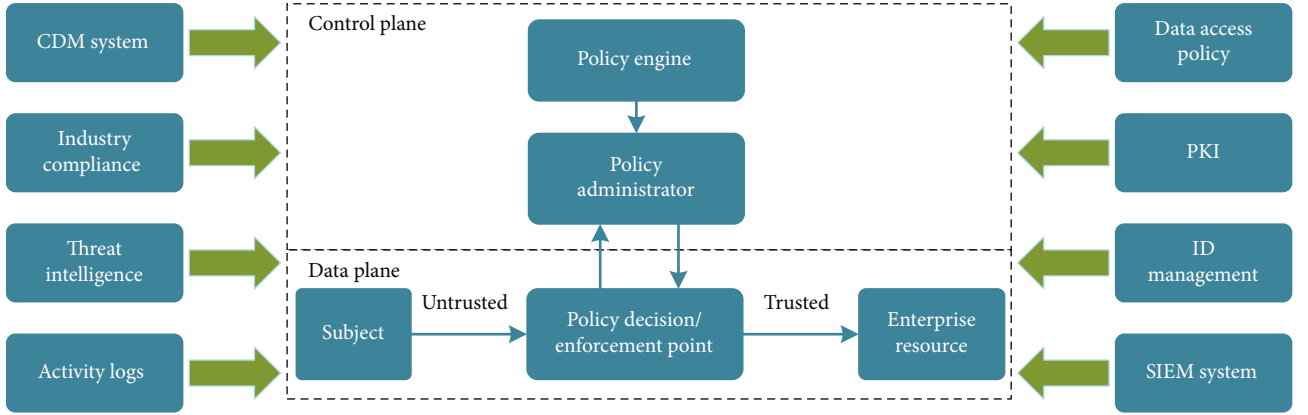 CDM system
Industry
compliance
Threat
intelligence
Activity logs
Control plane
Policy engine
Policy
administrator
Data plane
Subject
Untrusted
Policy decision/
enforcement point
Trusted
Enterprise
resource
Data access
policy
PKI
ID
management
SIEM system